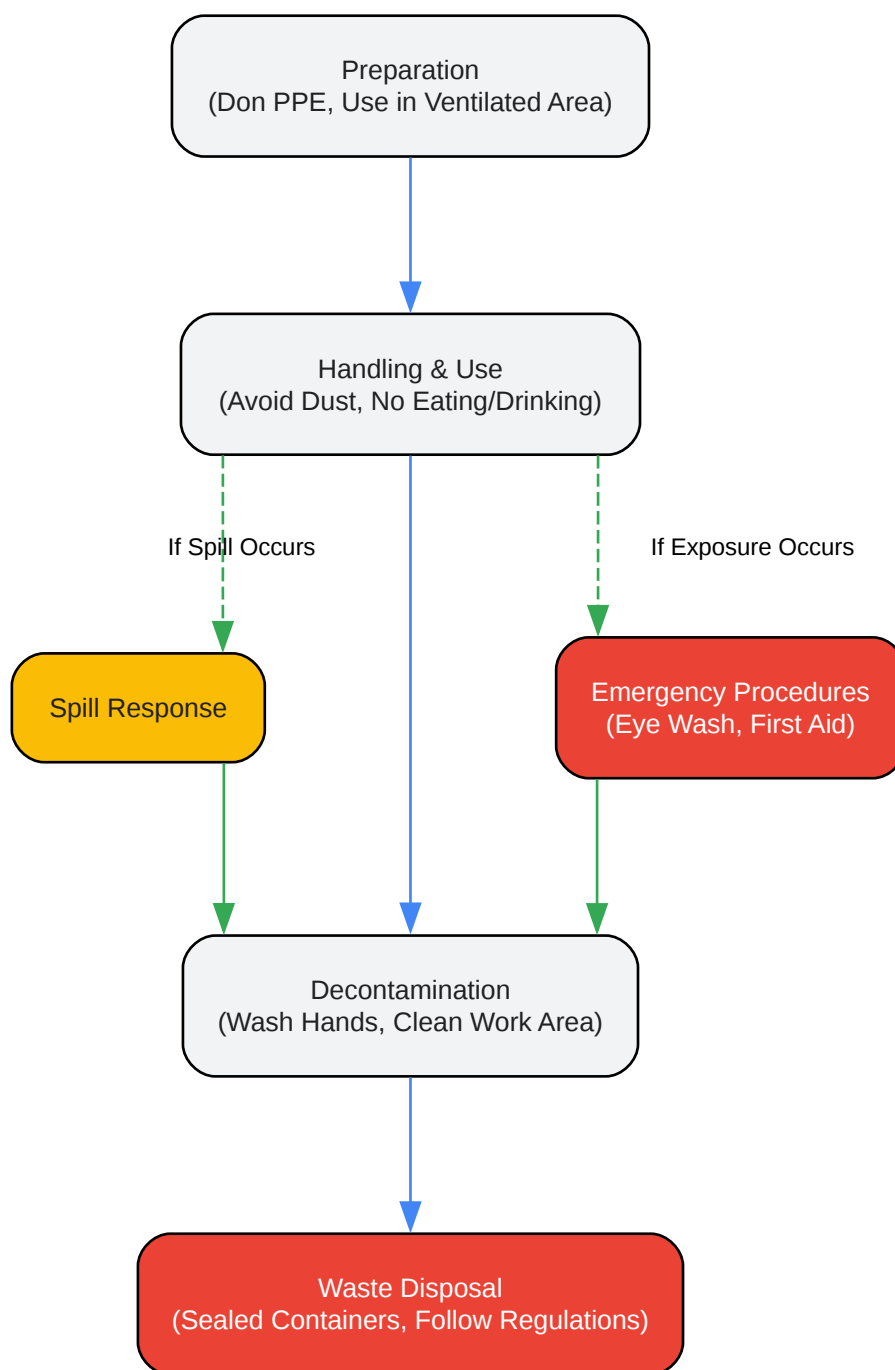 Preparation
(Don PPE, Use in Ventilated Area)
Handling & Use
(Avoid Dust, No Eating/Drinking)
If Spill Occurs
If Exposure Occurs
Spill Response
Emergency Procedures
(Eye Wash, First Aid)
Decontamination
(Wash Hands, Clean Work Area)
Waste Disposal
(Sealed Containers, Follow Regulations)